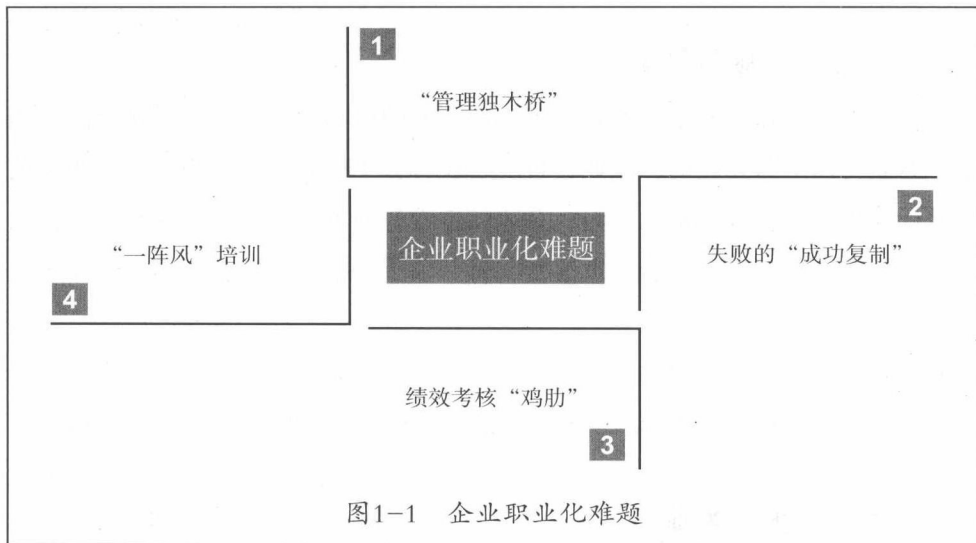 1
“管理独木桥”
2
失败的“成功复制”
企业职业化难题
“一阵风”培训
4
绩效考核“鸡肋”
3
图1-1 企业职业化难题